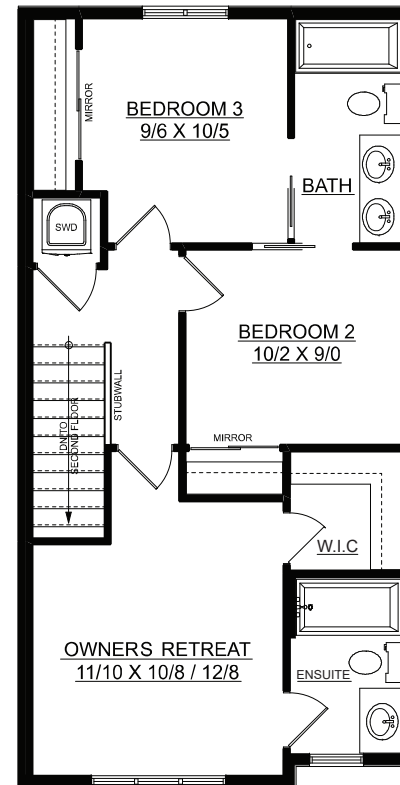 MIRROR
BEDROOM 3
9/6 X 10/5
BATH
SWD
BEDROOM 2
10/2 X 9/0
STUBWALL
DN TO
SECOND FLOOR
MIRROR
W.I.C
OWNERS RETREAT
11/10 X 10/8 / 12/8
ENSUITE